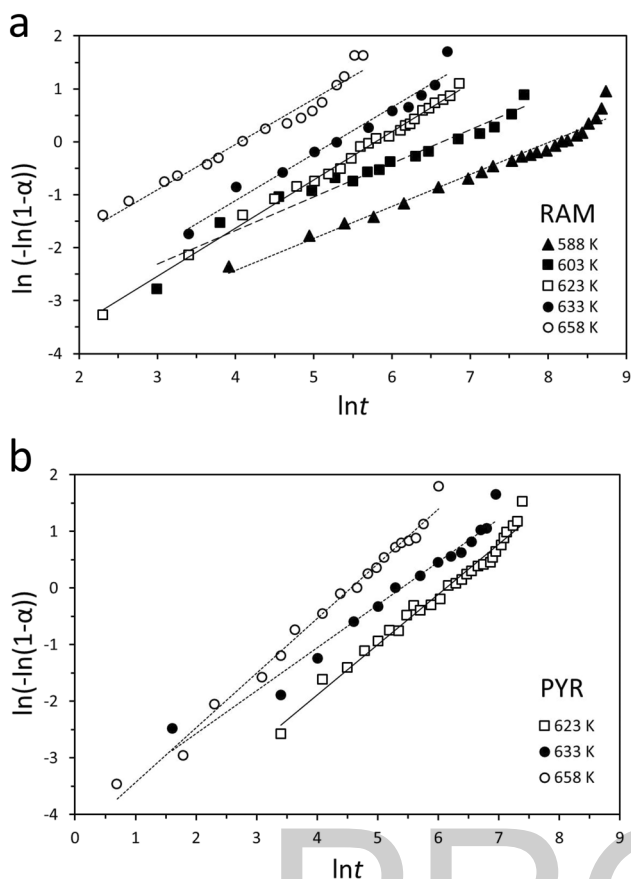 a
2
1
0
-1
-2
-3
-4
ln (-ln(1-α))
RAM
588 K
603 K
623 K
633 K
658 K
2 3 4 5 6 7 8 9
lnt
b
2
1
0
-1
-2
-3
-4
ln(-ln(1-α))
PYR
623 K
633 K
658 K
0 1 2 3 4 5 6 7 8 9
lnt